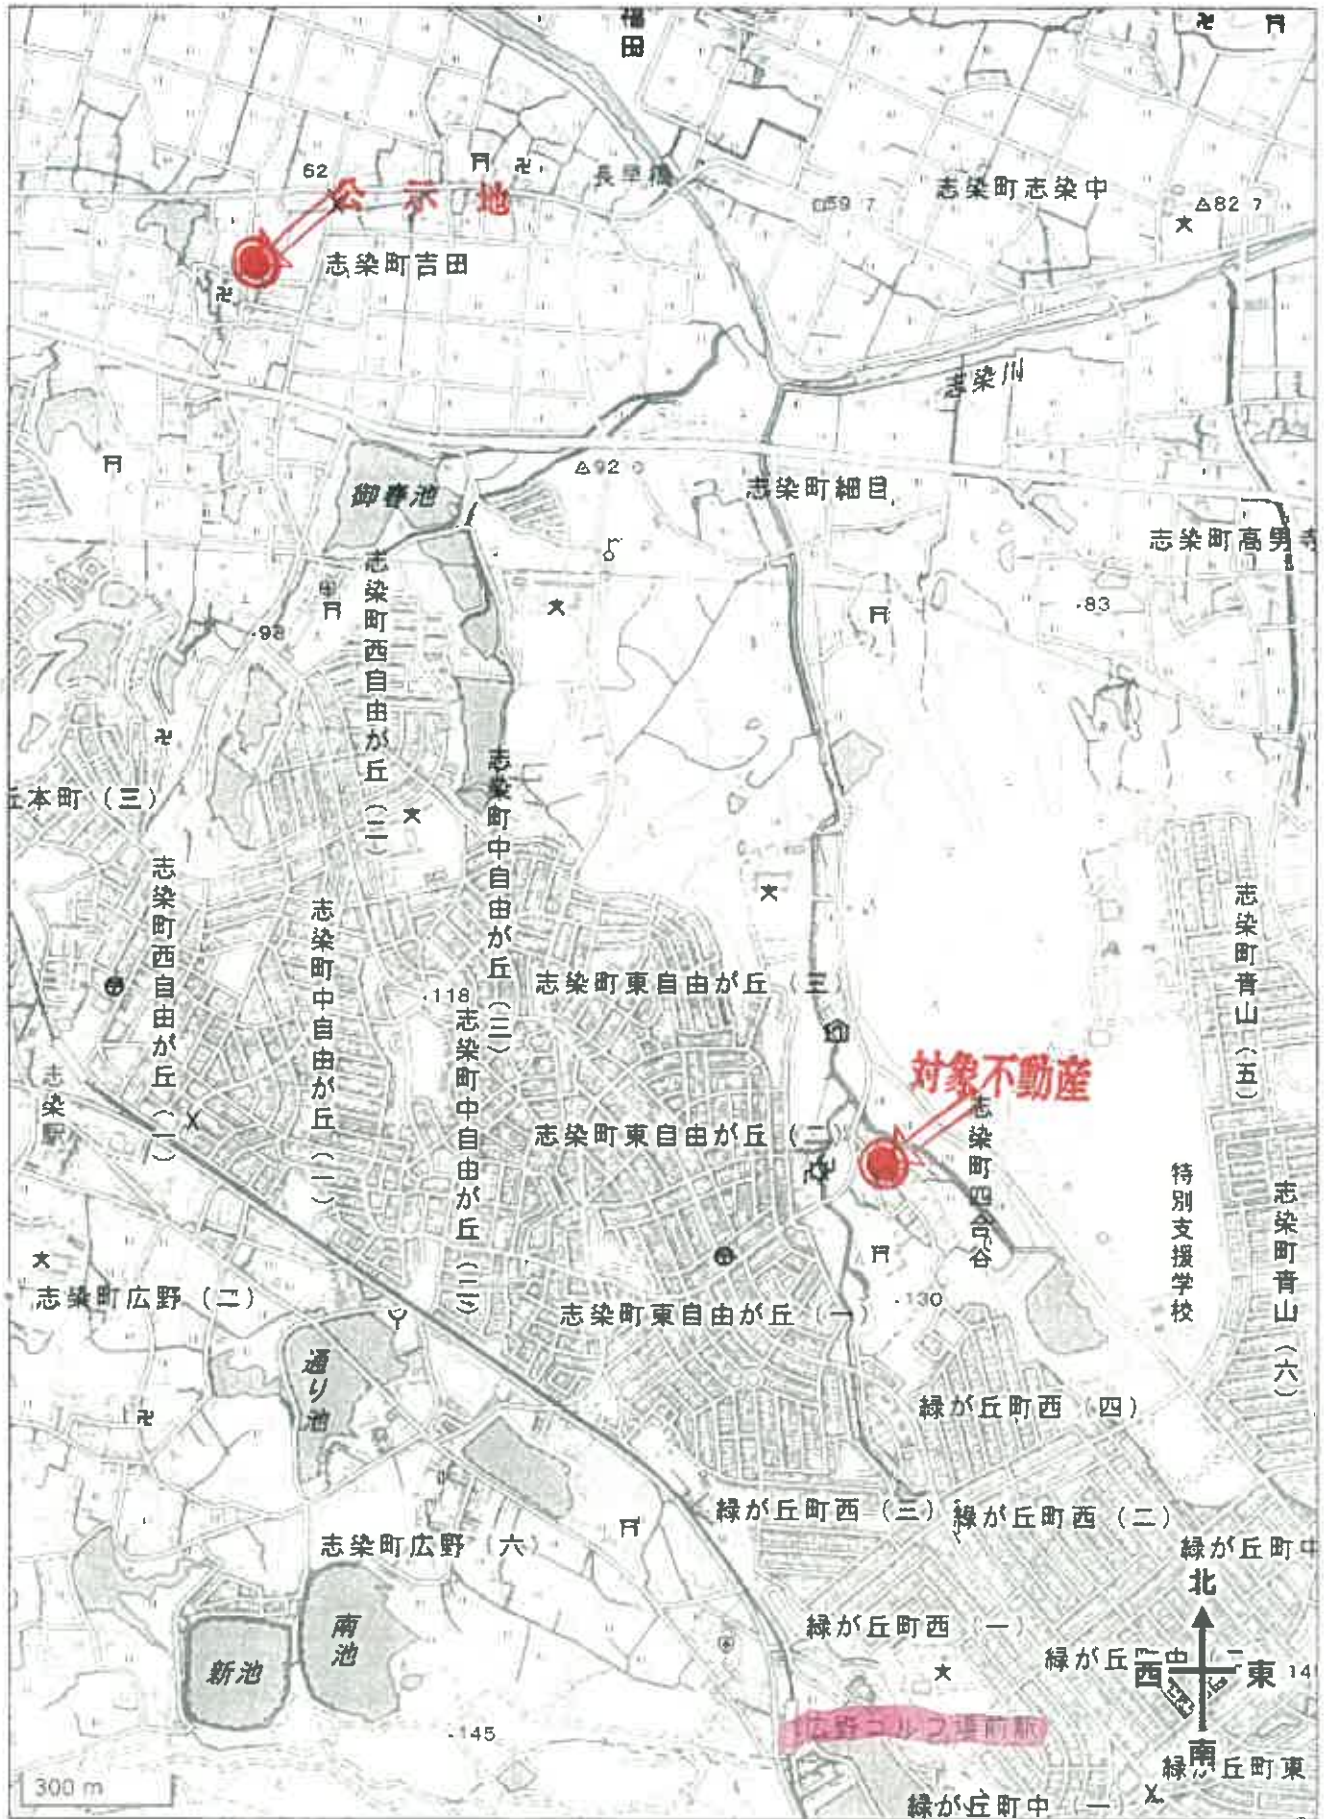 福田
62
長早橋
志染町志染中
59 7
82 7
公示地
志染町吉田
志染川
92
御春池
志染町細目
志染町高男寺
志染町西自由が丘(二)
83
93
丘本町(三)
志染町中自由が丘(三)
志染町西自由が丘(一)
志染町中自由が丘(一)
志染町青山(五)
118
志染町東自由が丘(三)
志染町中自由が丘(二)
志染駅
対象不動産
志染町東自由が丘(二)
志染町四合谷
特別支援学校
志染町青山(六)
志染町広野(二)
志染町東自由が丘(一)
130
通り池
緑が丘町西(四)
緑が丘町西(三)
緑が丘町西(二)
志染町広野(六)
緑が丘町中
北
南池
緑が丘町西(一)
新池
西
東
14
広野ゴルフ場前駅
145
南
緑が丘町東
300 m
緑が丘町中(一)